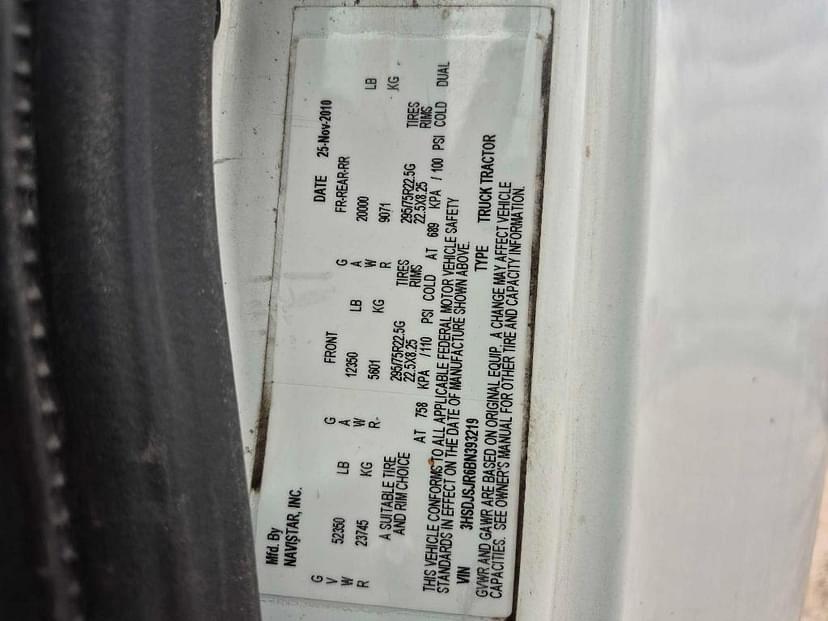 Mfd. By
NAVISTAR, INC.
DATE 25-Nov-2010
G V W R
52350 LB
23745 KG
G A W R
FRONT
12350 LB
5601 KG
G A W R
FR-REAR-RR
20000 LB
9071 KG
A SUITABLE TIRE
AND RIM CHOICE
295/75R22.5G TIRES
22.5X8.25 RIMS
295/75R22.5G TIRES
22.5X8.25 RIMS
AT 758 KPA / 110 PSI COLD AT 689 KPA / 100 PSI COLD DUAL
THIS VEHICLE CONFORMS TO ALL APPLICABLE FEDERAL MOTOR VEHICLE SAFETY
STANDARDS IN EFFECT ON THE DATE OF MANUFACTURE SHOWN ABOVE.
VIN 3HSDJSJR6BN393219 TYPE TRUCK TRACTOR
GVWR AND GAWR ARE BASED ON ORIGINAL EQUIP. A CHANGE MAY AFFECT VEHICLE
CAPACITIES. SEE OWNER'S MANUAL FOR OTHER TIRE AND CAPACITY INFORMATION.